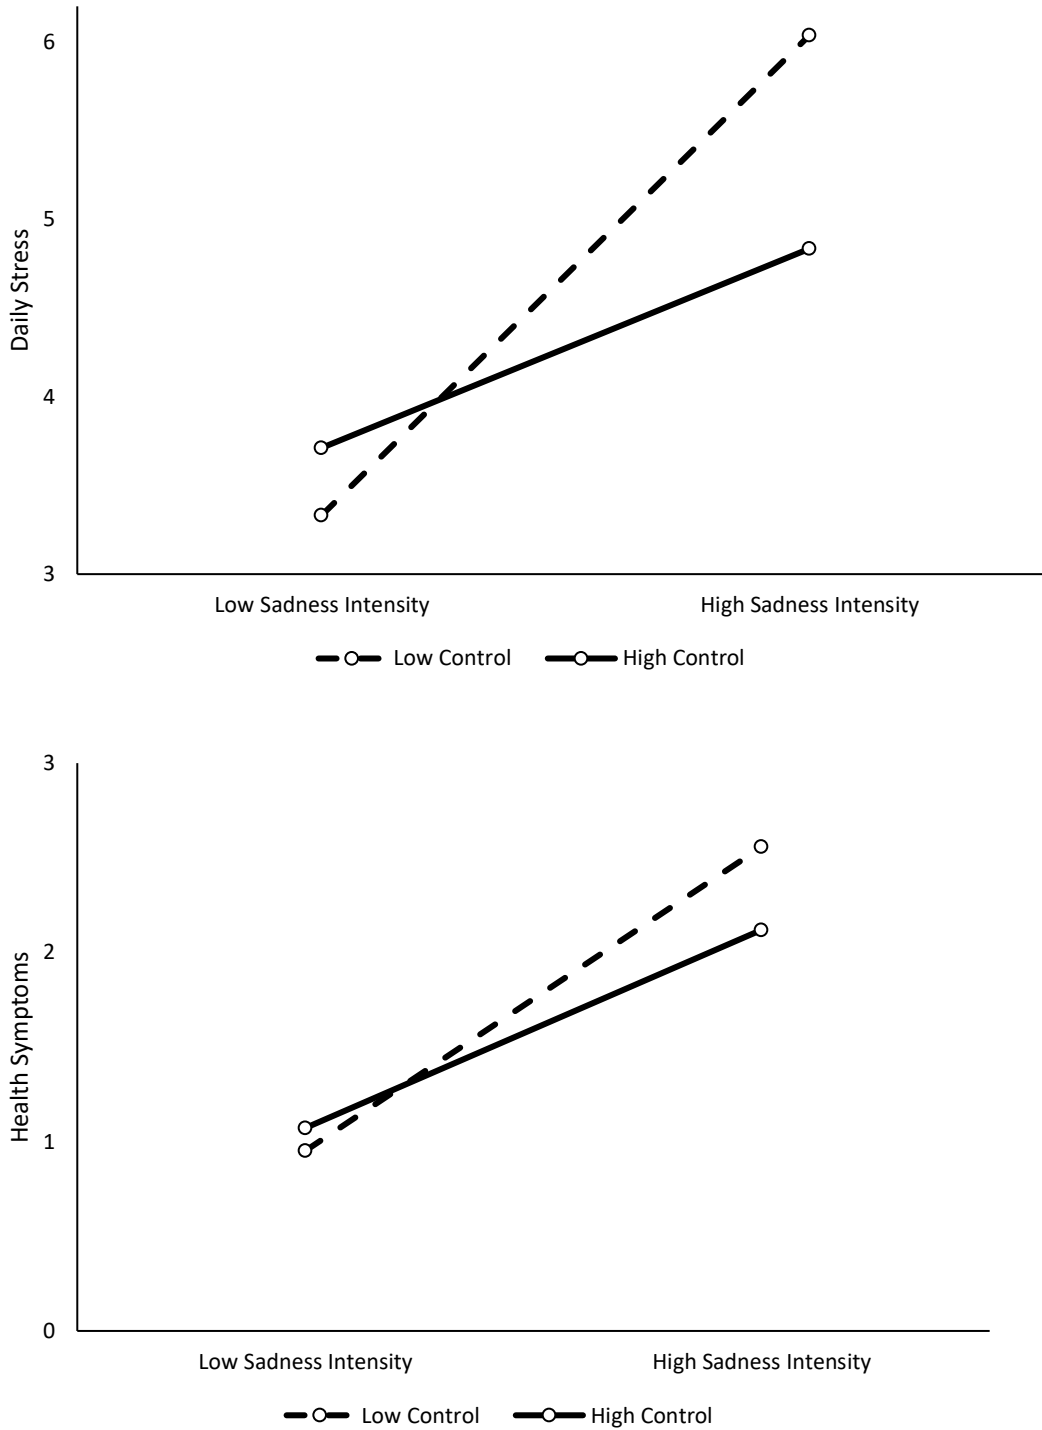 6
5
4
3
Daily Stress
Low Sadness Intensity High Sadness Intensity
Low Control High Control
3
2
1
0
Health Symptoms
Low Sadness Intensity High Sadness Intensity
Low Control High Control